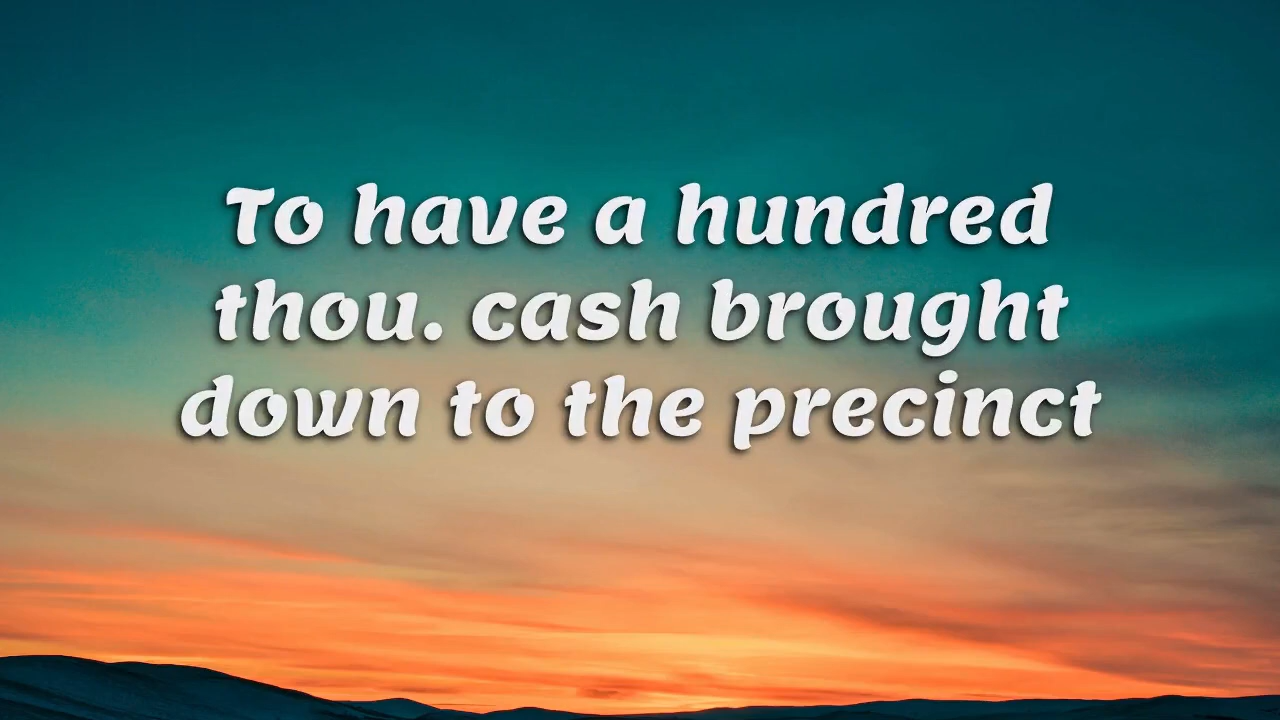 To have a hundred
thou. cash brought
down to the precinct